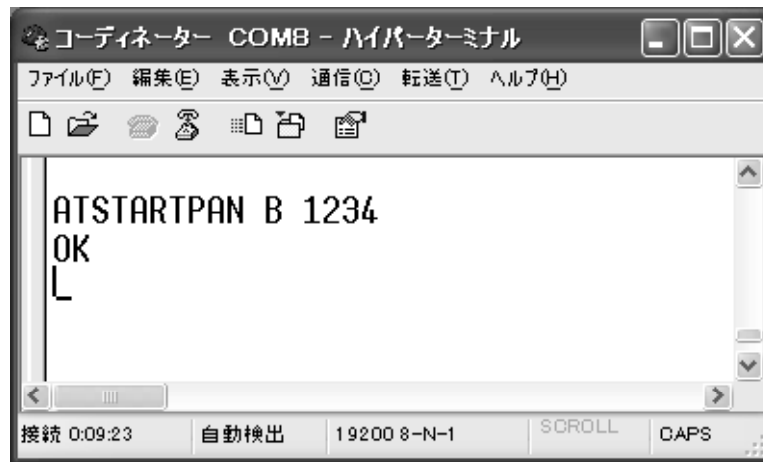 コーディネーター COM8 - ハイパーターミナル
ファイル(F) 編集(E) 表示(V) 通信(C) 転送(T) ヘルプ(H)
ATSTARTPAN B 1234
OK
接続 0:09:23 自動検出 19200 8-N-1 SCROLL CAPS